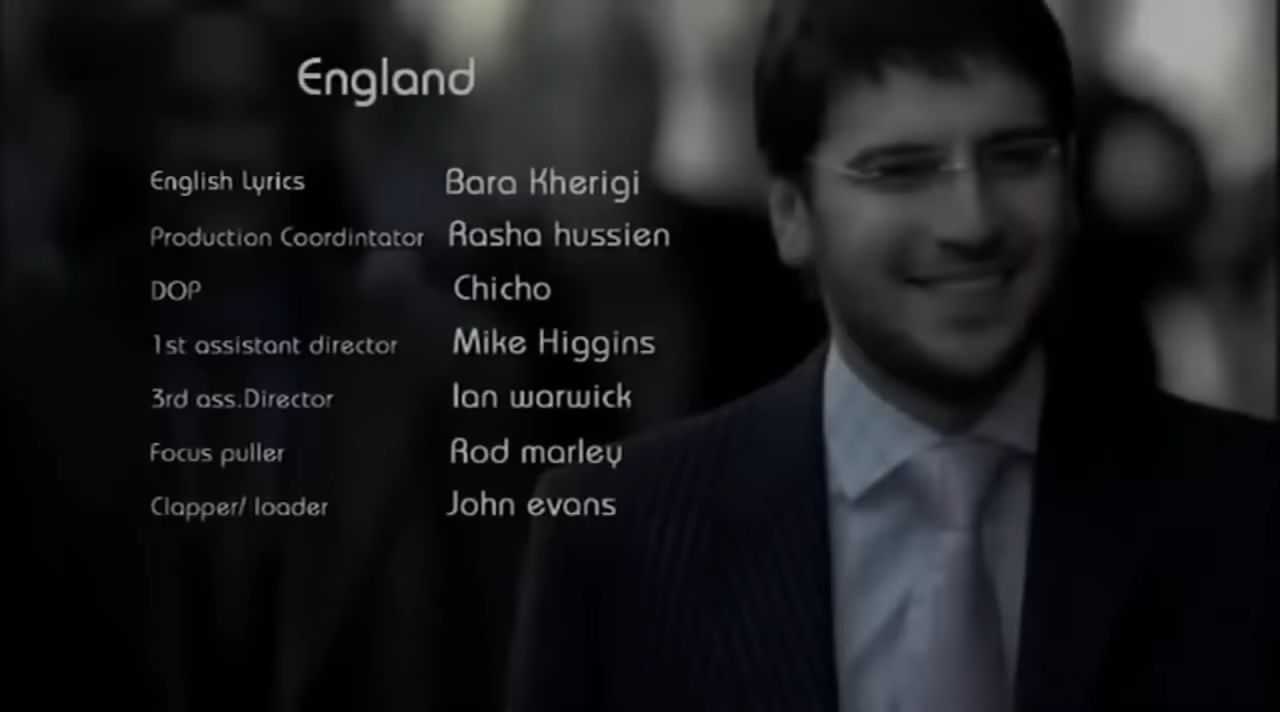 England
English Lyrics Bara Kherigi
Production Coordintator Rasha hussien
DOP Chicho
1st assistant director Mike Higgins
3rd ass.Director Ian warwick
Focus puller Rod marley
Clapper/ loader John evans